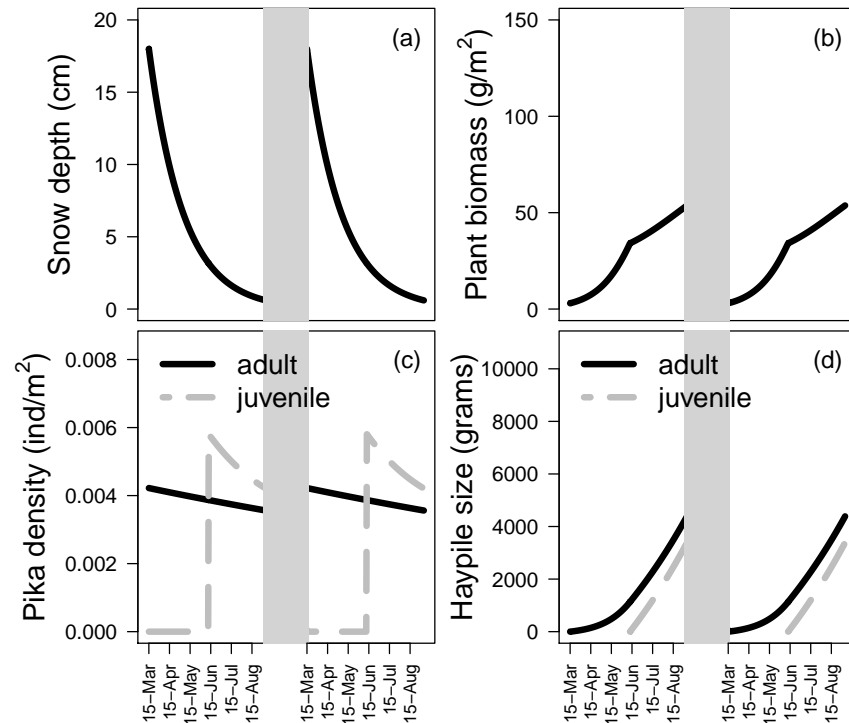 Snow depth (cm)
20
15
10
5
0
(a)
Plant biomass (g/m²)
150
100
50
0
(b)
Pika density (ind/m²)
0.008
0.006
0.004
0.002
0.000
adult
juvenile
(c)
15−Mar
15−Apr
15−May
15−Jun
15−Jul
15−Aug
15−Mar
15−Apr
15−May
15−Jun
15−Jul
15−Aug
Haypile size (grams)
10000
8000
6000
4000
2000
0
adult
juvenile
(d)
15−Mar
15−Apr
15−May
15−Jun
15−Jul
15−Aug
15−Mar
15−Apr
15−May
15−Jun
15−Jul
15−Aug